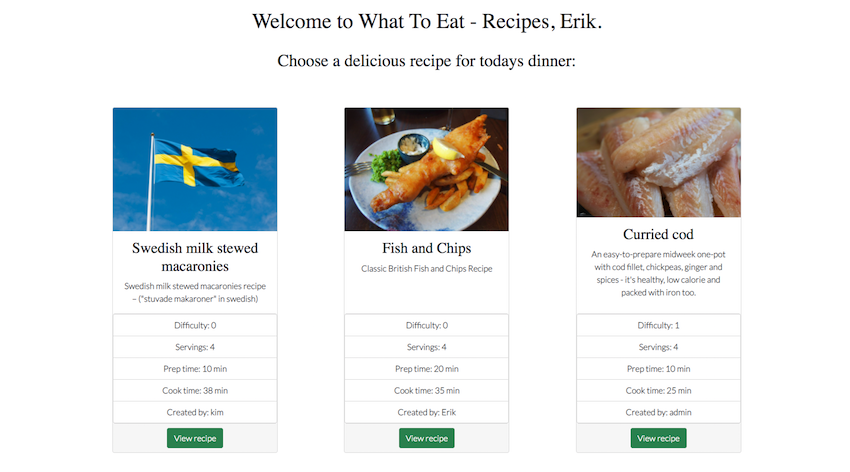 Welcome to What To Eat - Recipes, Erik.
Choose a delicious recipe for todays dinner:
Swedish milk stewed
macaronies
Swedish milk stewed macaronies recipe
– ("stuvade makaroner" in swedish)
Difficulty: 0
Servings: 4
Prep time: 10 min
Cook time: 38 min
Created by: kim
View recipe
Fish and Chips
Classic British Fish and Chips Recipe
Difficulty: 0
Servings: 4
Prep time: 20 min
Cook time: 35 min
Created by: Erik
View recipe
Curried cod
An easy-to-prepare midweek one-pot
with cod fillet, chickpeas, ginger and
spices - it's healthy, low calorie and
packed with iron too.
Difficulty: 1
Servings: 4
Prep time: 10 min
Cook time: 25 min
Created by: admin
View recipe